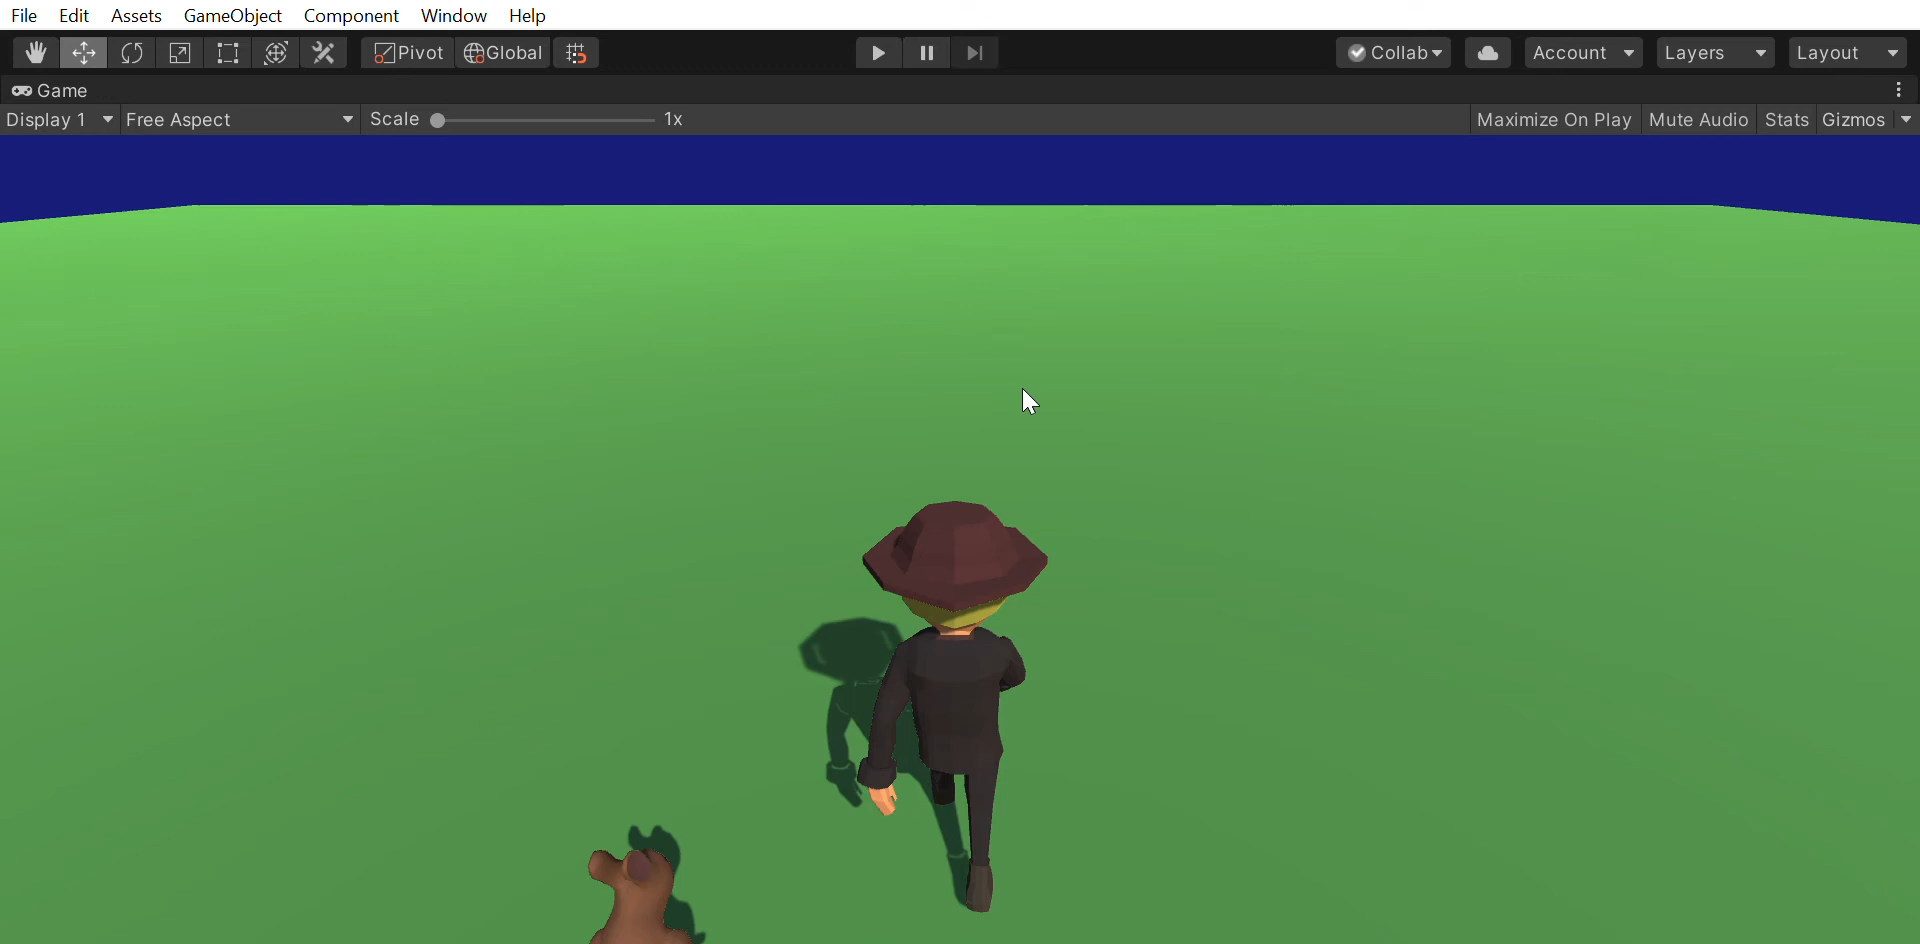 File Edit Assets GameObject Component Window Help
Pivot Global Collab Account Layers Layout
Game
Display 1 Free Aspect Scale 1x Maximize On Play Mute Audio Stats Gizmos